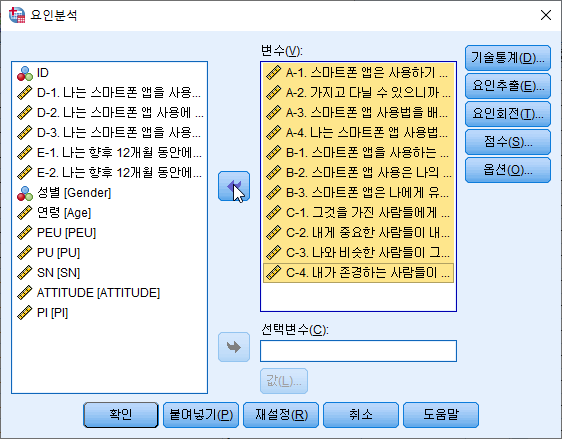 요인분석
변수(V):
ID
D-1. 나는 스마트폰 앱을 사용...
D-2. 나는 스마트폰 앱 사용에 ...
D-3. 나는 스마트폰 앱을 사용...
E-1. 나는 향후 12개월 동안에...
E-2. 나는 향후 12개월 동안에...
성별 [Gender]
연령 [Age]
PEU [PEU]
PU [PU]
SN [SN]
ATTITUDE [ATTITUDE]
PI [PI]
A-1. 스마트폰 앱은 사용하기 ...
A-2. 가지고 다닐 수 있으니까 ...
A-3. 스마트폰 앱 사용법을 배...
A-4. 나는 스마트폰 앱 사용법...
B-1. 스마트폰 앱을 사용하는 ...
B-2. 스마트폰 앱 사용은 나의 ...
B-3. 스마트폰 앱은 나에게 유...
C-1. 그것을 가진 사람들에게 ...
C-2. 내게 중요한 사람들이 내...
C-3. 나와 비슷한 사람들이 그...
C-4. 내가 존경하는 사람들이 ...
선택변수(C):
값(L)...
기술통계(D)...
요인추출(E)...
요인회전(T)...
점수(S)...
옵션(O)...
확인
붙여넣기(P)
재설정(R)
취소
도움말